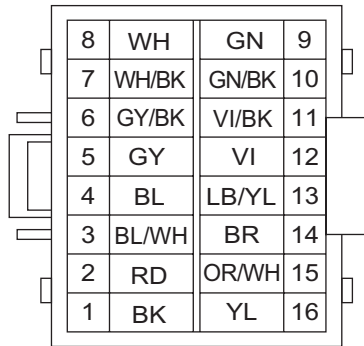 8 WH GN 9
7 WH/BK GN/BK 10
6 GY/BK VI/BK 11
5 GY VI 12
4 BL LB/YL 13
3 BL/WH BR 14
2 RD OR/WH 15
1 BK YL 16